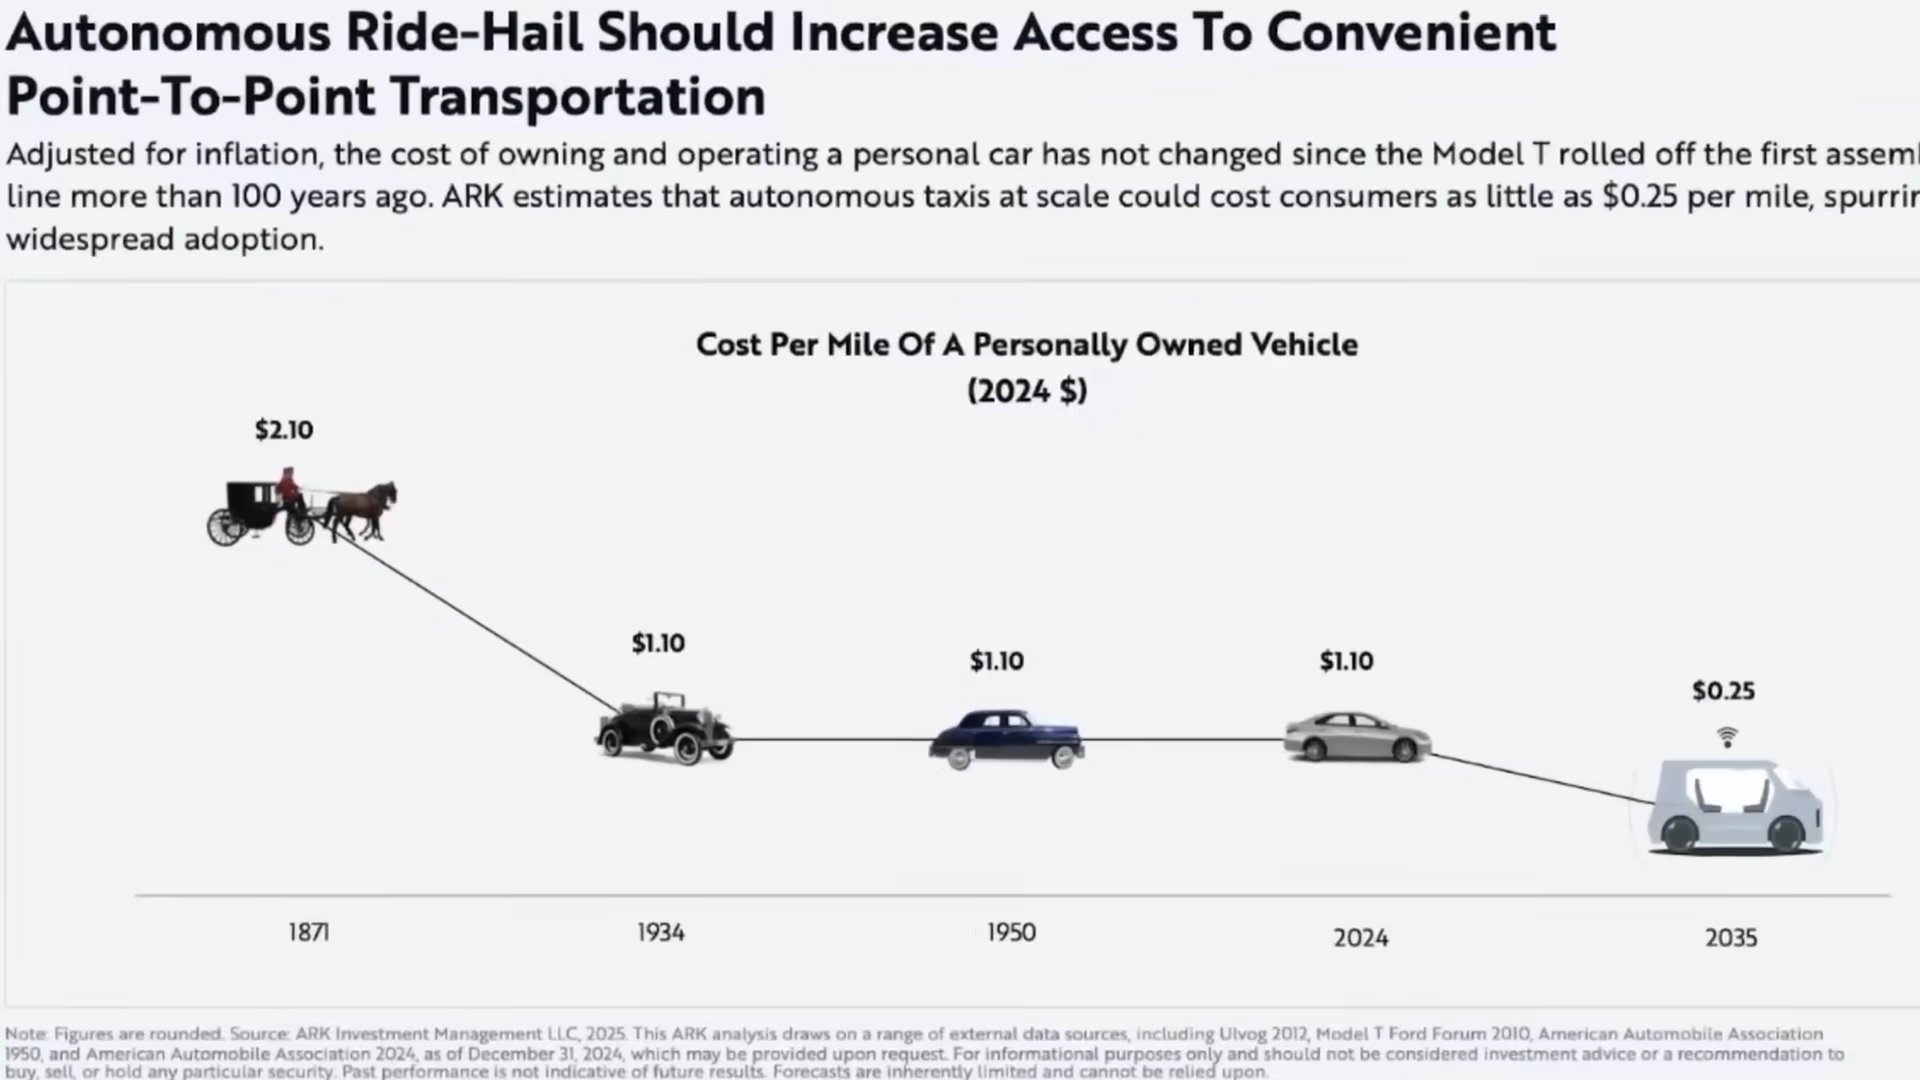 Autonomous Ride-Hail Should Increase Access To Convenient
Point-To-Point Transportation
Adjusted for inflation, the cost of owning and operating a personal car has not changed since the Model T rolled off the first
line more than 100 years ago. ARK estimates that autonomous taxis at scale could cost consumers as little as $0.25 per mile,
widespread adoption.
Cost Per Mile Of A Personally Owned Vehicle
(2024 $)
$2.10
$1.10
$1.10
$1.10
$0.25
1871
1934
1950
2024
2035
Note: Figures are rounded. Source: ARK Investment Management LLC, 2025. This ARK analysis draws on a range of external data sources, including Ulvog 2012, Model T Ford Forum 2010, American Automobile Association
1950, and American Automobile Association 2024, as of December 31, 2024, which may be provided upon request. For informational purposes only and should not be considered investment advice or a recommendation to
buy, sell, or hold any particular security. Past performance is not indicative of future results. Forecasts are inherently limited and cannot be relied upon.